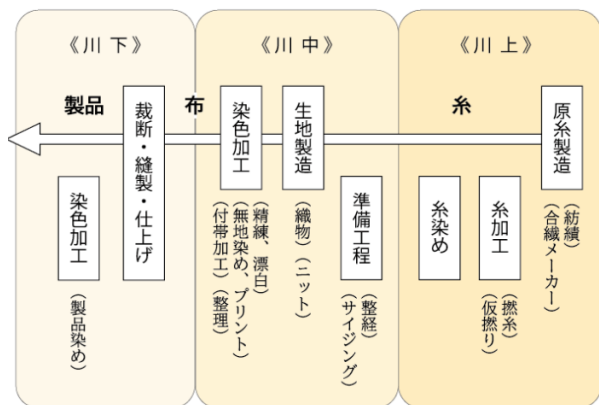 《川下》
《川中》
《川上》
製品
布
糸
原糸製造
（紡績）
（合繊メーカー）
糸加工
（撚糸）
（仮撚り）
糸染め
準備工程
（整経）
（サイジング）
生地製造
（織物）（ニット）
染色加工
（精練、漂白）
（無地染め、プリント）
（付帯加工）（整理）
裁断・縫製・仕上げ
染色加工
（製品染め）